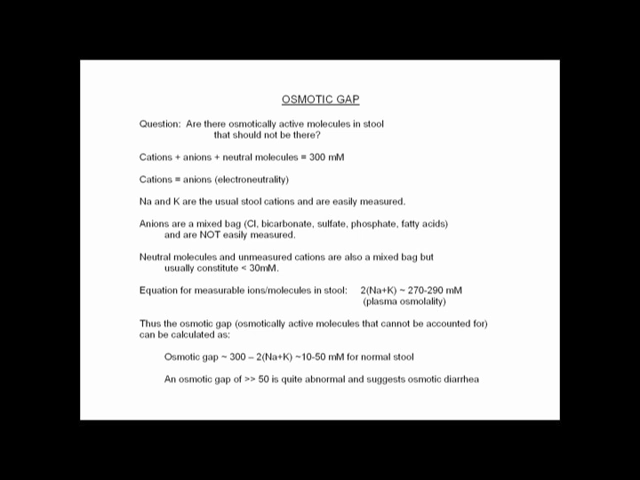 OSMOTIC GAP
Question: Are there osmotically active molecules in stool
that should not be there?
Cations + anions + neutral molecules = 300 mM
Cations = anions (electroneutrality)
Na and K are the usual stool cations and are easily measured.
Anions are a mixed bag (Cl, bicarbonate, sulfate, phosphate, fatty acids)
and are NOT easily measured.
Neutral molecules and unmeasured cations are also a mixed bag but
usually constitute < 30mM.
Equation for measurable ions/molecules in stool: 2(Na+K) ~ 270-290 mM
(plasma osmolality)
Thus the osmotic gap (osmotically active molecules that cannot be accounted for)
can be calculated as:
Osmotic gap ~ 300 – 2(Na+K) ~10-50 mM for normal stool
An osmotic gap of >> 50 is quite abnormal and suggests osmotic diarrhea